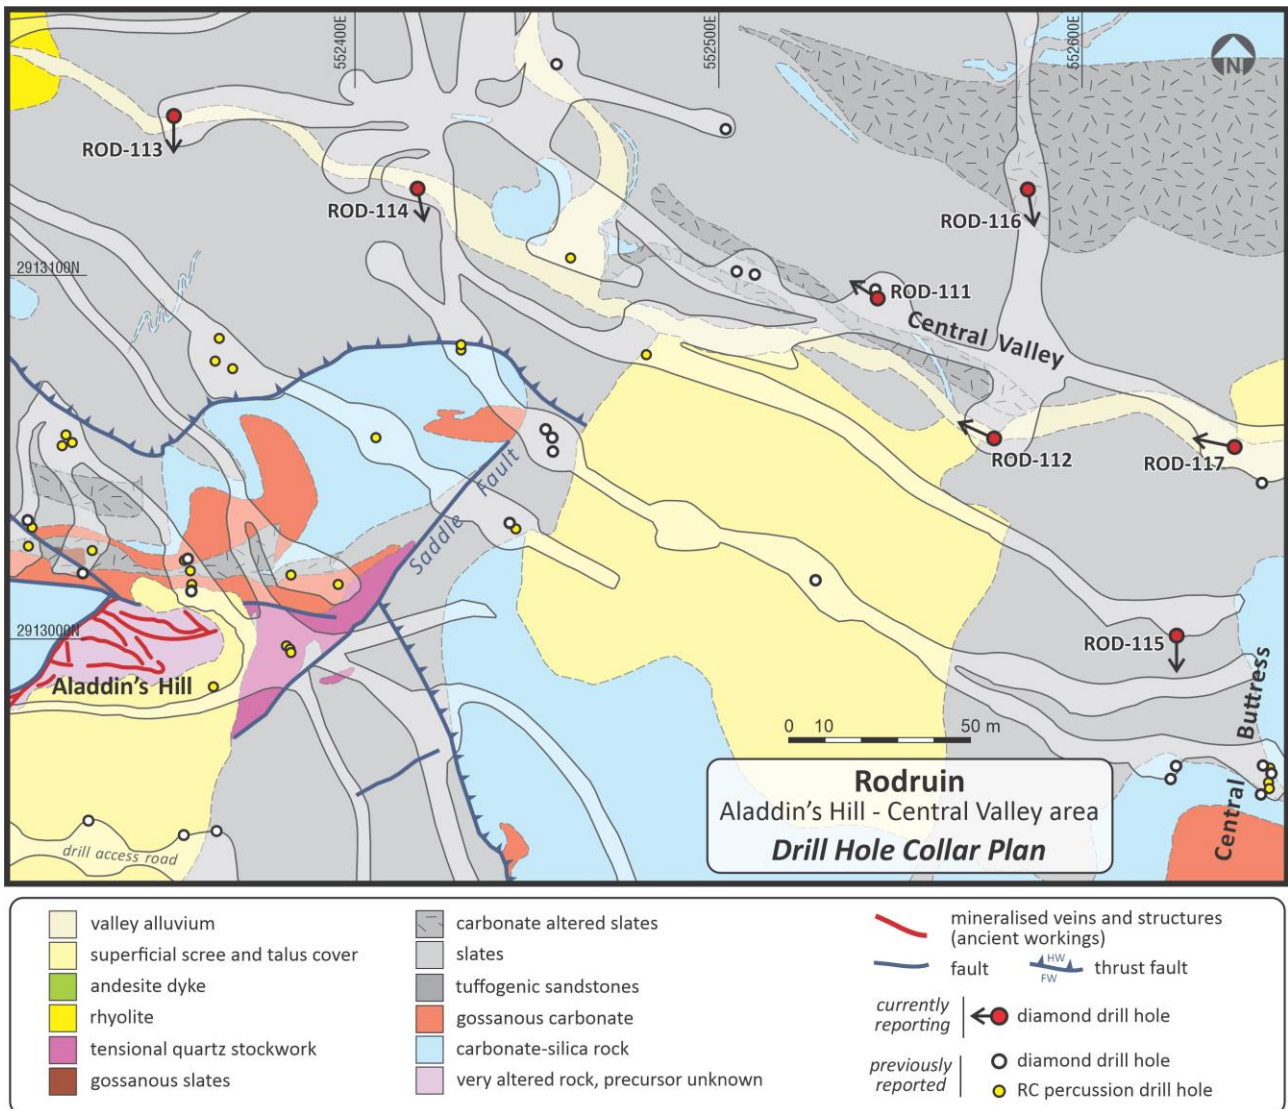 552400E
552500E
552600E
N
ROD-113
ROD-114
ROD-116
2913100N
ROD-111
Central Valley
ROD-112
ROD-117
Saddle Fault
2913000N
Aladdin's Hill
ROD-115
Central Buttress
0 10 50 m
drill access road
Rodruin
Aladdin's Hill - Central Valley area
Drill Hole Collar Plan
valley alluvium
superficial scree and talus cover
andesite dyke
rhyolite
tensional quartz stockwork
gossanous slates
carbonate altered slates
slates
tuffogenic sandstones
gossanous carbonate
carbonate-silica rock
very altered rock, precursor unknown
mineralised veins and structures
(ancient workings)
fault
HW
FW
thrust fault
currently
reporting
diamond drill hole
previously
reported
diamond drill hole
RC percussion drill hole